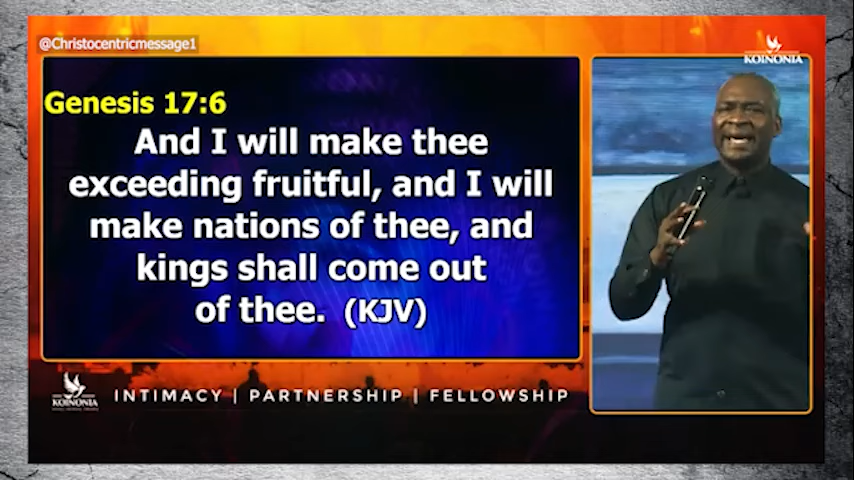 @Christocentricmessage1
KOINONIA
Genesis 17:6
And I will make thee
exceeding fruitful, and I will
make nations of thee, and
kings shall come out
of thee. (KJV)
KOINONIA
INTIMACY | PARTNERSHIP | FELLOWSHIP